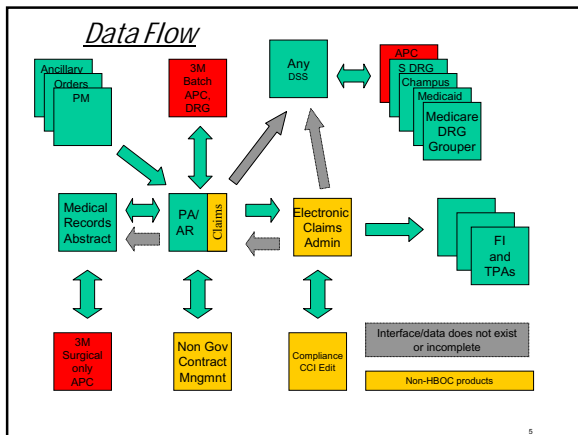 Data Flow
Ancillary
Orders
PM
3M
Batch
APC,
DRG
Any
DSS
APC
S DRG
Champus
Medicaid
Medicare
DRG
Grouper
Medical
Records
Abstract
PA/
AR
Claims
Electronic
Claims
Admin
FI
and
TPAs
3M
Surgical
only
APC
Non Gov
Contract
Mngmnt
Compliance
CCI Edit
Interface/data does not exist
or incomplete
Non-HBOC products
5